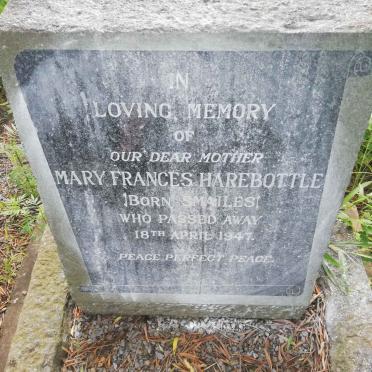 IN
LOVING MEMORY
OF
OUR DEAR MOTHER
MARY FRANCES HAREBOTTLE
(BORN SMAILES)
WHO PASSED AWAY
18TH APRIL 1947.
PEACE, PERFECT PEACE.